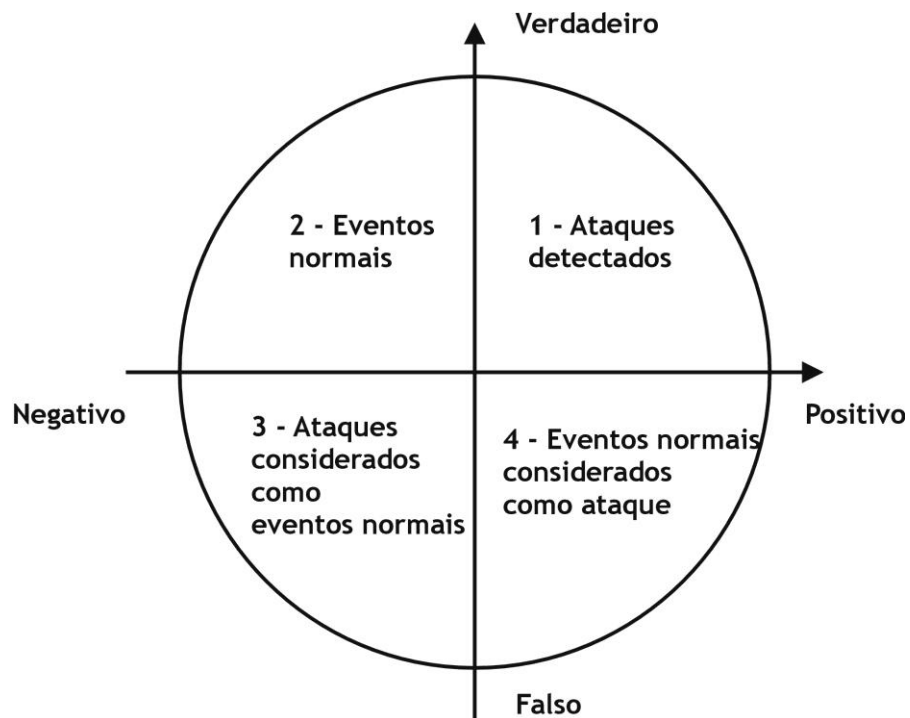 Verdadeiro
2 - Eventos
normais
1 - Ataques
detectados
Negativo
Positivo
3 - Ataques
considerados
como
eventos normais
4 - Eventos normais
considerados
como ataque
Falso